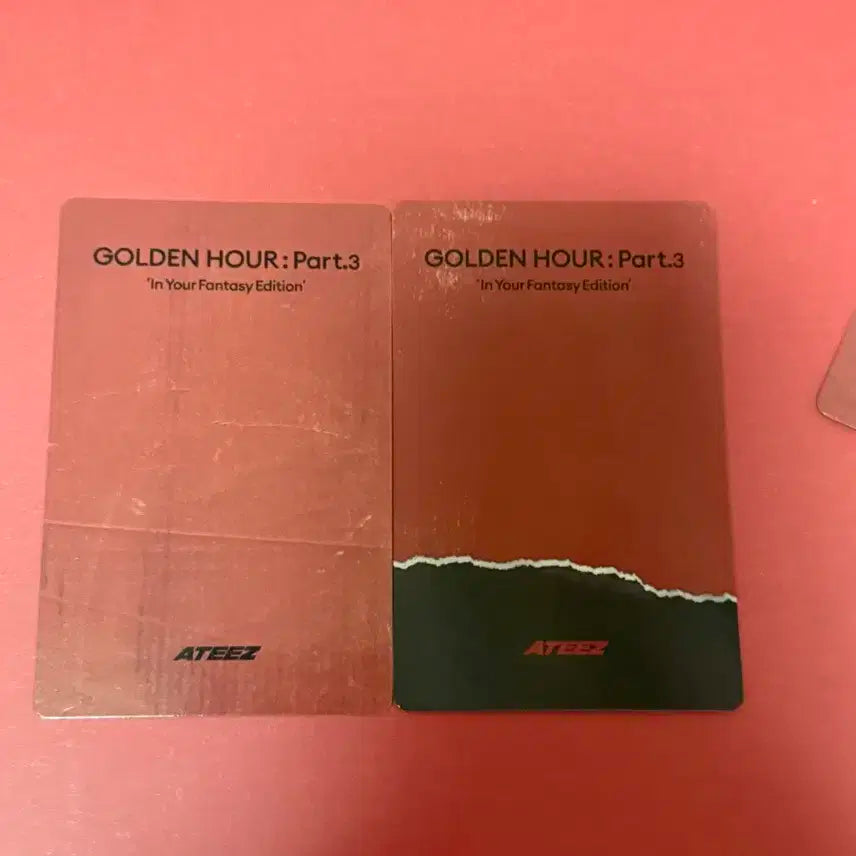 GOLDEN HOUR : Part.3
'In Your Fantasy Edition'
ATEEZ
GOLDEN HOUR : Part.3
'In Your Fantasy Edition'
ATEEZ